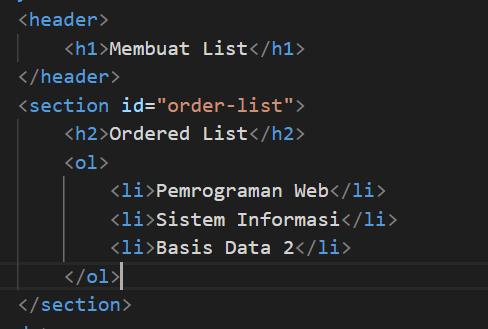 <header>
<h1>Membuat List</h1>
</header>
<section id="order-list">
<h2>Ordered List</h2>
<ol>
<li>Pemrograman Web</li>
<li>Sistem Informasi</li>
<li>Basis Data 2</li>
</ol>
</section>